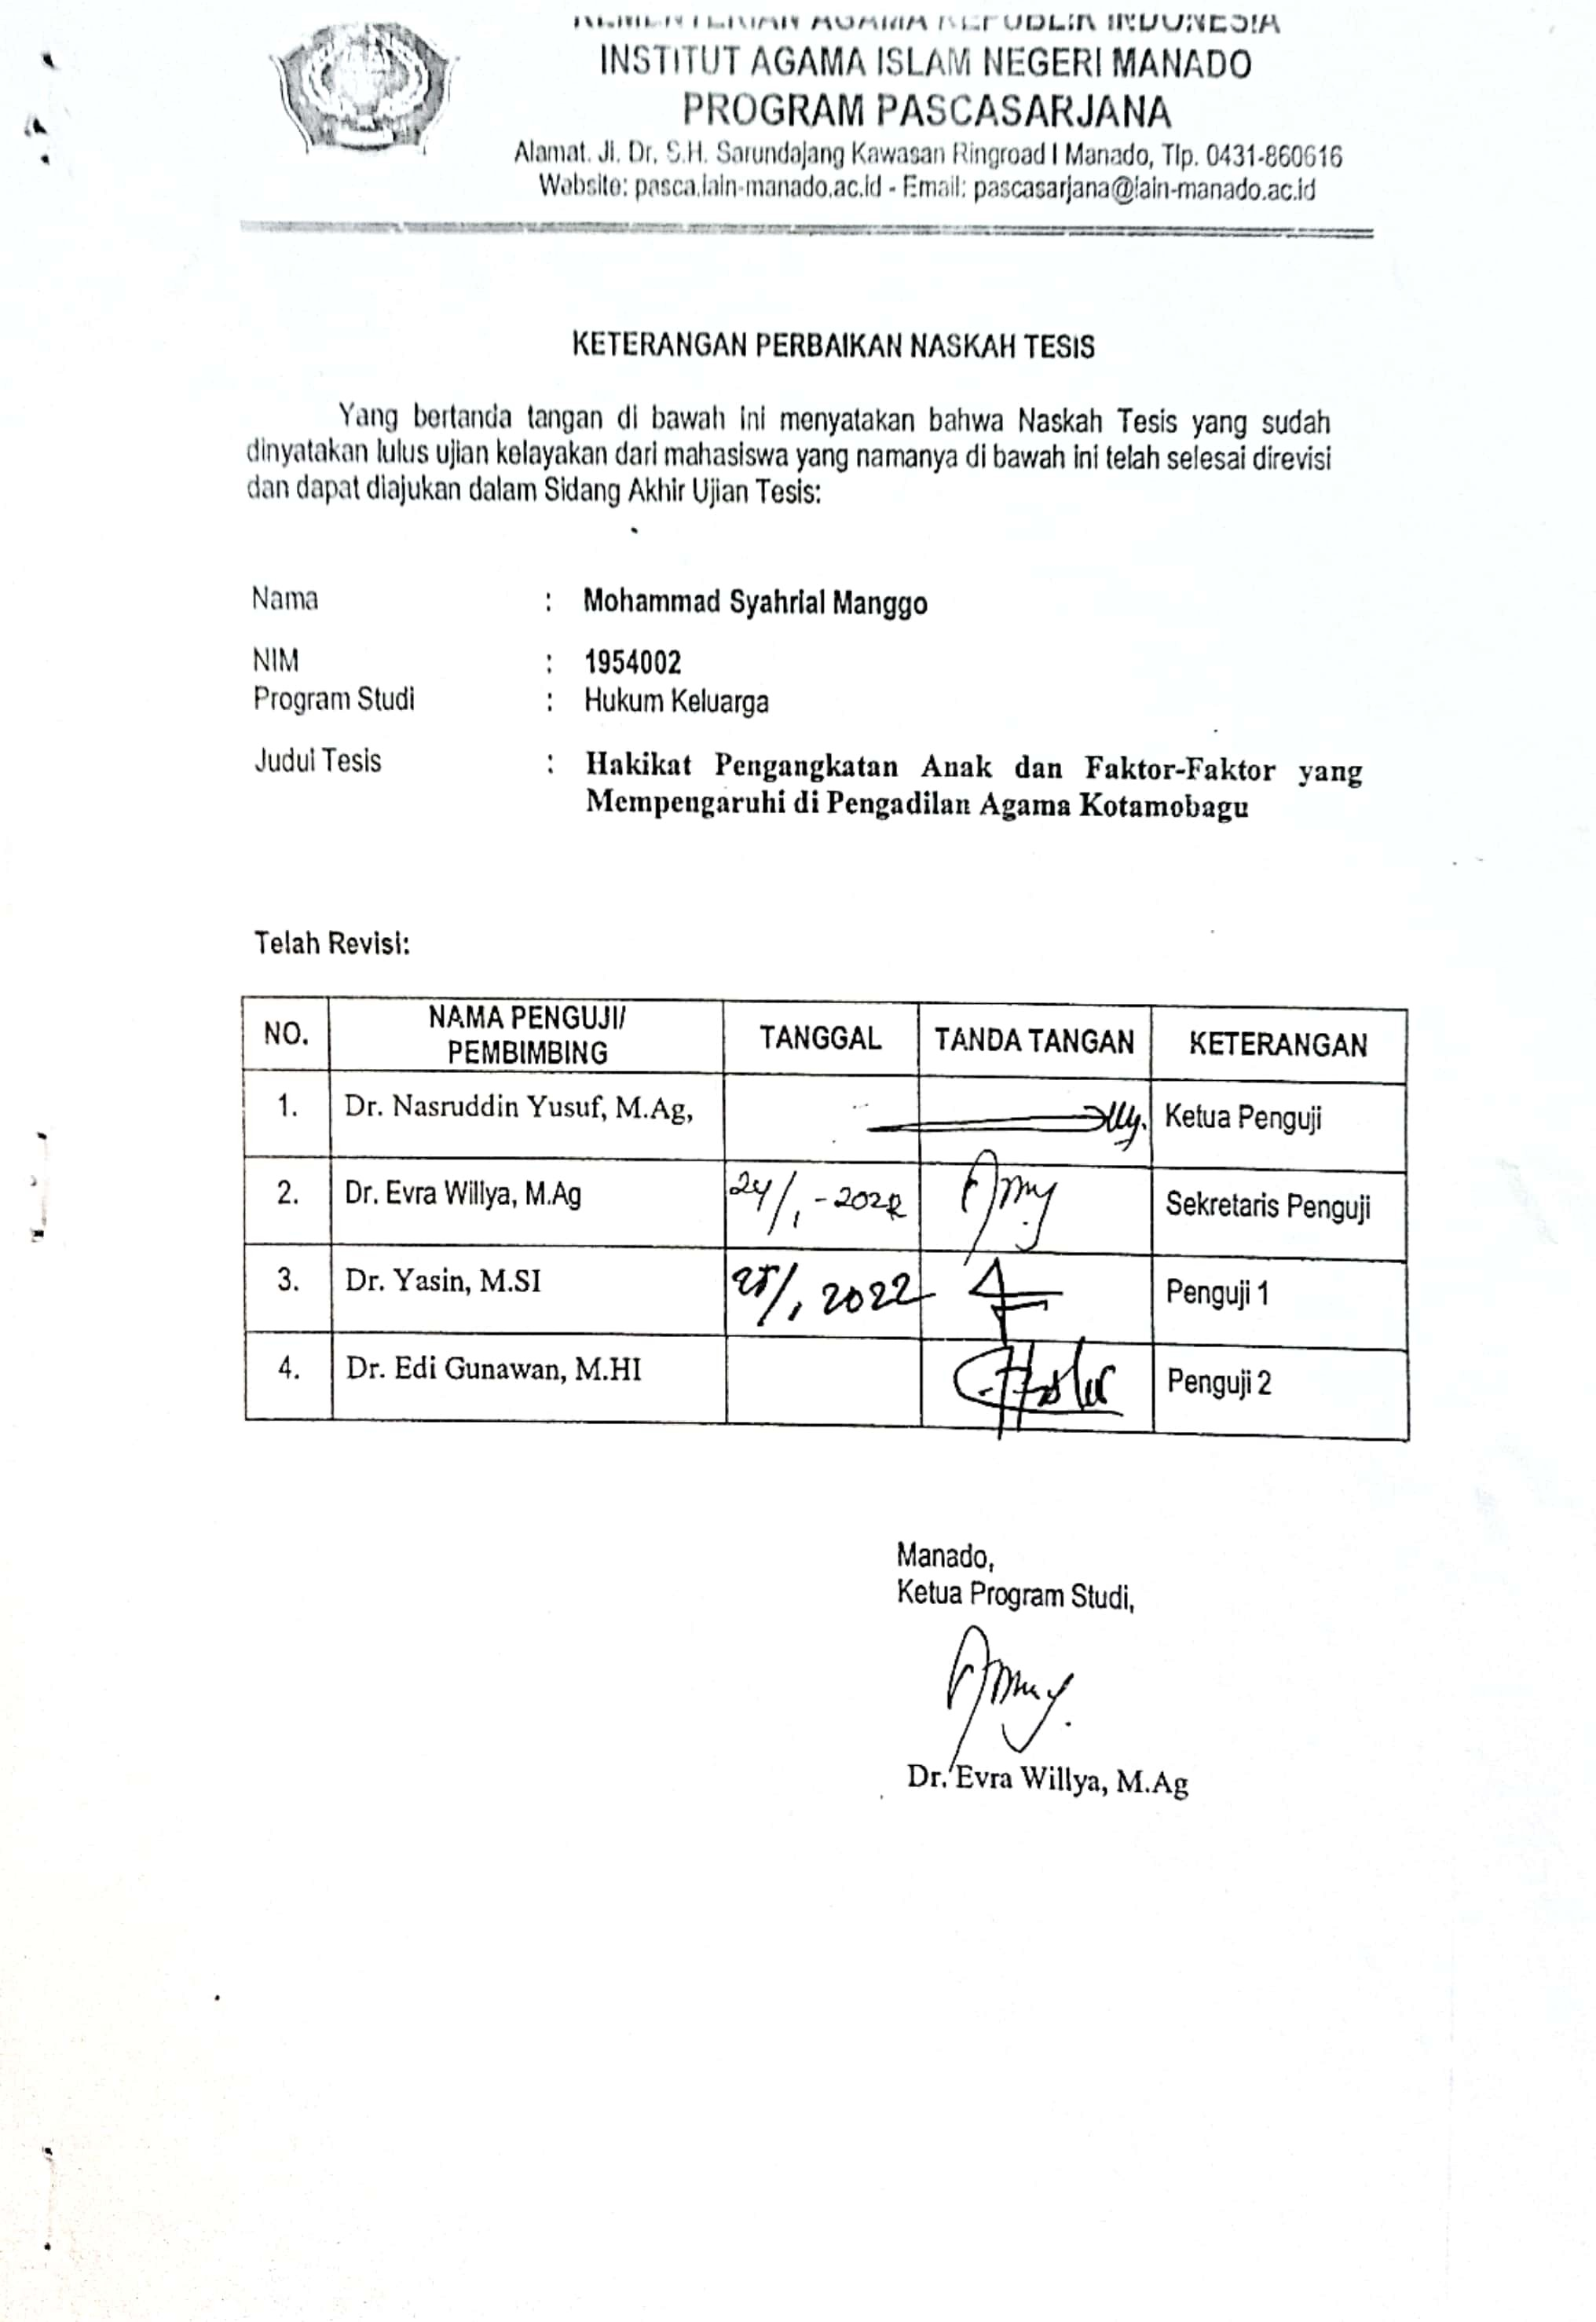 KEMENTERIAN AGAMA REPUBLIK INDONESIA
INSTITUT AGAMA ISLAM NEGERI MANADO
PROGRAM PASCASARJANA
Alamat. Jl. Dr. S.H. Sarundajang Kawasan Ringroad I Manado, Tlp. 0431-860616
Website: pasca.iain-manado.ac.id - Email: pascasarjana@iain-manado.ac.id
KETERANGAN PERBAIKAN NASKAH TESIS
Yang bertanda tangan di bawah ini menyatakan bahwa Naskah Tesis yang sudah
dinyatakan lulus ujian kelayakan dari mahasiswa yang namanya di bawah ini telah selesai direvisi
dan dapat diajukan dalam Sidang Akhir Ujian Tesis:
Nama : Mohammad Syahrial Manggo
NIM : 1954002
Program Studi : Hukum Keluarga
Judul Tesis : Hakikat Pengangkatan Anak dan Faktor-Faktor yang
Mempengaruhi di Pengadilan Agama Kotamobagu
Telah Revisi:
NO. NAMA PENGUJI/ PEMBIMBING TANGGAL TANDA TANGAN KETERANGAN
1. Dr. Nasruddin Yusuf, M.Ag, Ketua Penguji
2. Dr. Evra Willya, M.Ag 24/1-2022 Sekretaris Penguji
3. Dr. Yasin, M.SI 25/1 2022 Penguji 1
4. Dr. Edi Gunawan, M.HI Penguji 2
Manado,
Ketua Program Studi,
Dr. Evra Willya, M.Ag